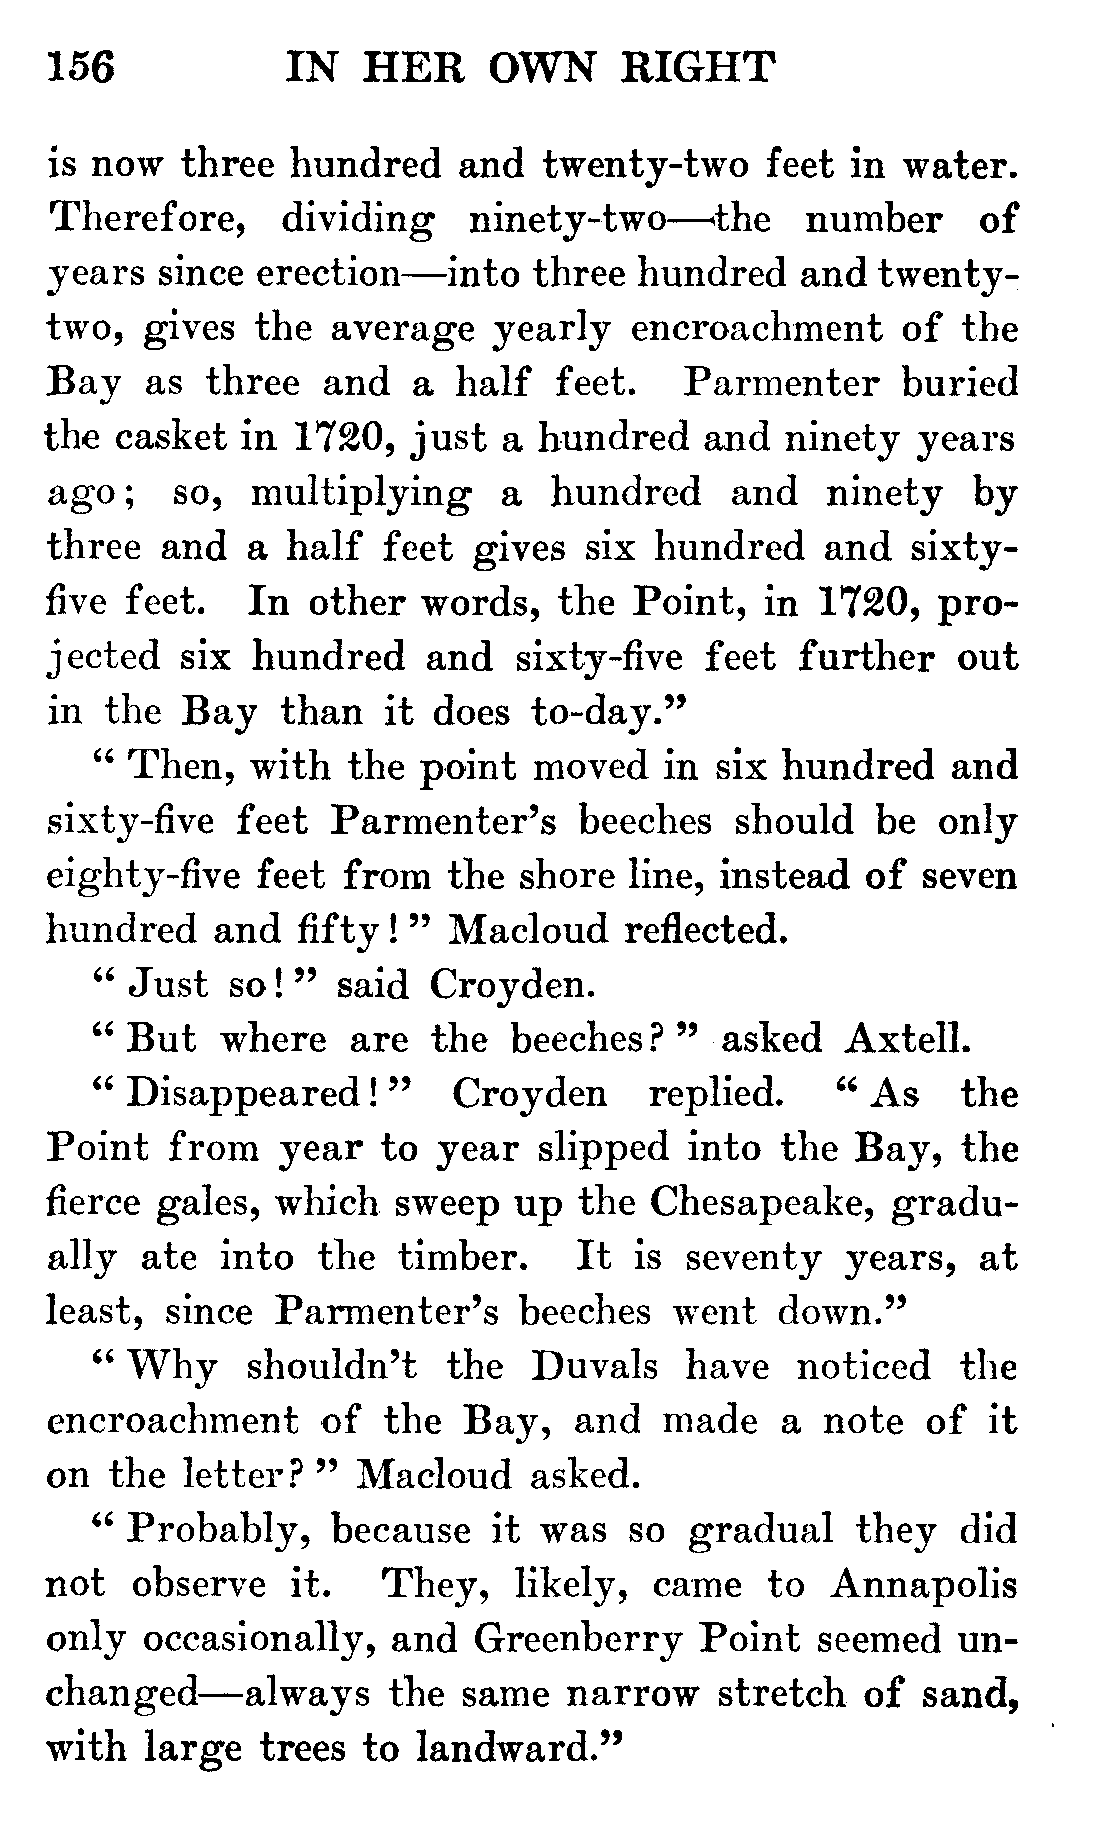 156 IN HER OWN RIGHT
is now three hundred and twenty-two feet in water.
Therefore, dividing ninety-two—the number of
years since erection—into three hundred and twenty-
two, gives the average yearly encroachment of the
Bay as three and a half feet. Parmenter buried
the casket in 1720, just a hundred and ninety years
ago; so, multiplying a hundred and ninety by
three and a half feet gives six hundred and sixty-
five feet. In other words, the Point, in 1720, pro-
jected six hundred and sixty-five feet further out
in the Bay than it does to-day.”
“ Then, with the point moved in six hundred and
sixty-five feet Parmenter’s beeches should be only
eighty-five feet from the shore line, instead of seven
hundred and fifty! ” Macloud reflected.
“ Just so! ” said Croyden.
“ But where are the beeches? ” asked Axtell.
“ Disappeared! ” Croyden replied. “ As the
Point from year to year slipped into the Bay, the
fierce gales, which sweep up the Chesapeake, gradu-
ally ate into the timber. It is seventy years, at
least, since Parmenter’s beeches went down.”
“ Why shouldn’t the Duvals have noticed the
encroachment of the Bay, and made a note of it
on the letter? ” Macloud asked.
“ Probably, because it was so gradual they did
not observe it. They, likely, came to Annapolis
only occasionally, and Greenberry Point seemed un-
changed—always the same narrow stretch of sand,
with large trees to landward.”